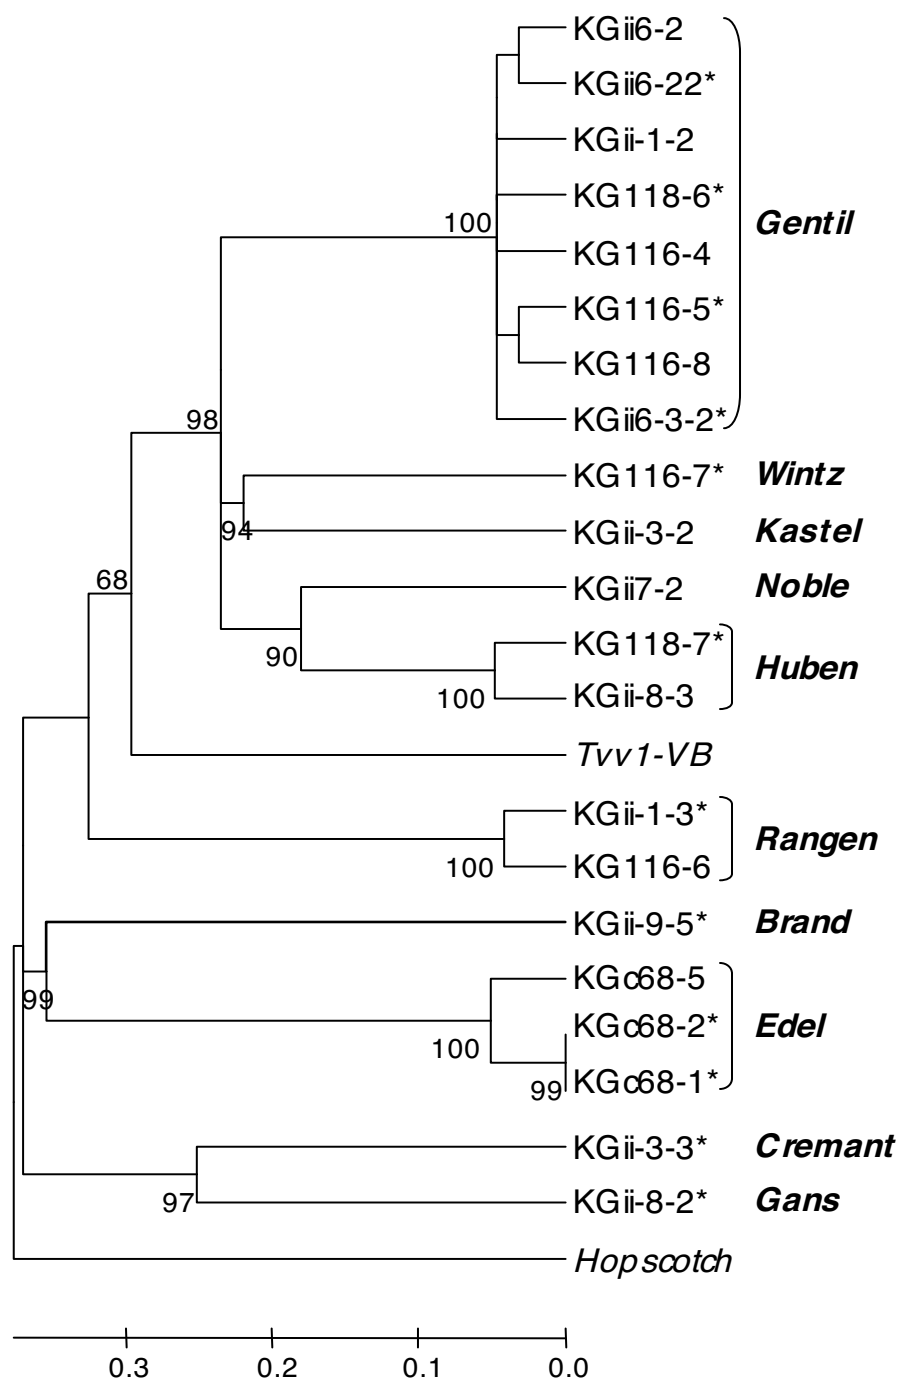 KGii6-2
KGii6-22*
KGii-1-2
KG118-6*
100
Gentil
KG116-4
KG116-5*
KG116-8
KGii6-3-2*
98
KG116-7* Wintz
94
KGii-3-2 Kastel
68
KGii7-2 Noble
KG118-7*
90
Huben
100
KGii-8-3
Tvv1-VB
KGii-1-3*
Rangen
100
KG116-6
KGii-9-5* Brand
KGc68-5
99
KGc68-2* Edel
100
KGc68-1*
99
KGii-3-3* Cremant
97
KGii-8-2* Gans
Hopscotch
0.3 0.2 0.1 0.0